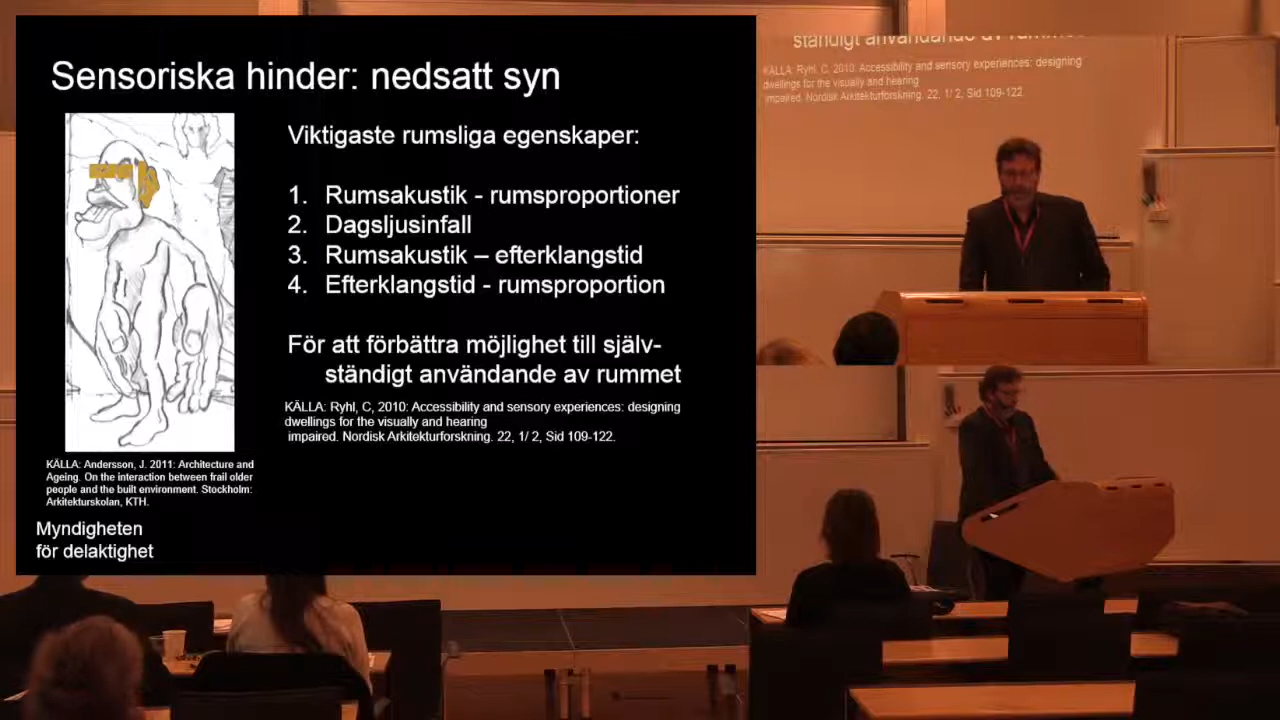 Sensoriska hinder: nedsatt syn
Viktigaste rumsliga egenskaper:
1. Rumsakustik - rumsproportioner
2. Dagsljusinfall
3. Rumsakustik – efterklangstid
4. Efterklangstid - rumsproportion
För att förbättra möjlighet till själv-
ständigt användande av rummet
KÄLLA: Ryhl, C, 2010: Accessibility and sensory experiences: designing
dwellings for the visually and hearing
impaired. Nordisk Arkitekturforskning. 22, 1/ 2, Sid 109-122.
KÄLLA: Andersson, J. 2011: Architecture and
Ageing. On the interaction between frail older
people and the built environment. Stockholm:
Arkitekturskolan, KTH.
Myndigheten
för delaktighet
ständigt användande av rummet
KÄLLA: Ryhl, C, 2010: Accessibility and sensory experiences: designing
dwellings for the visually and hearing
impaired. Nordisk Arkitekturforskning. 22, 1/ 2, Sid 109-122.